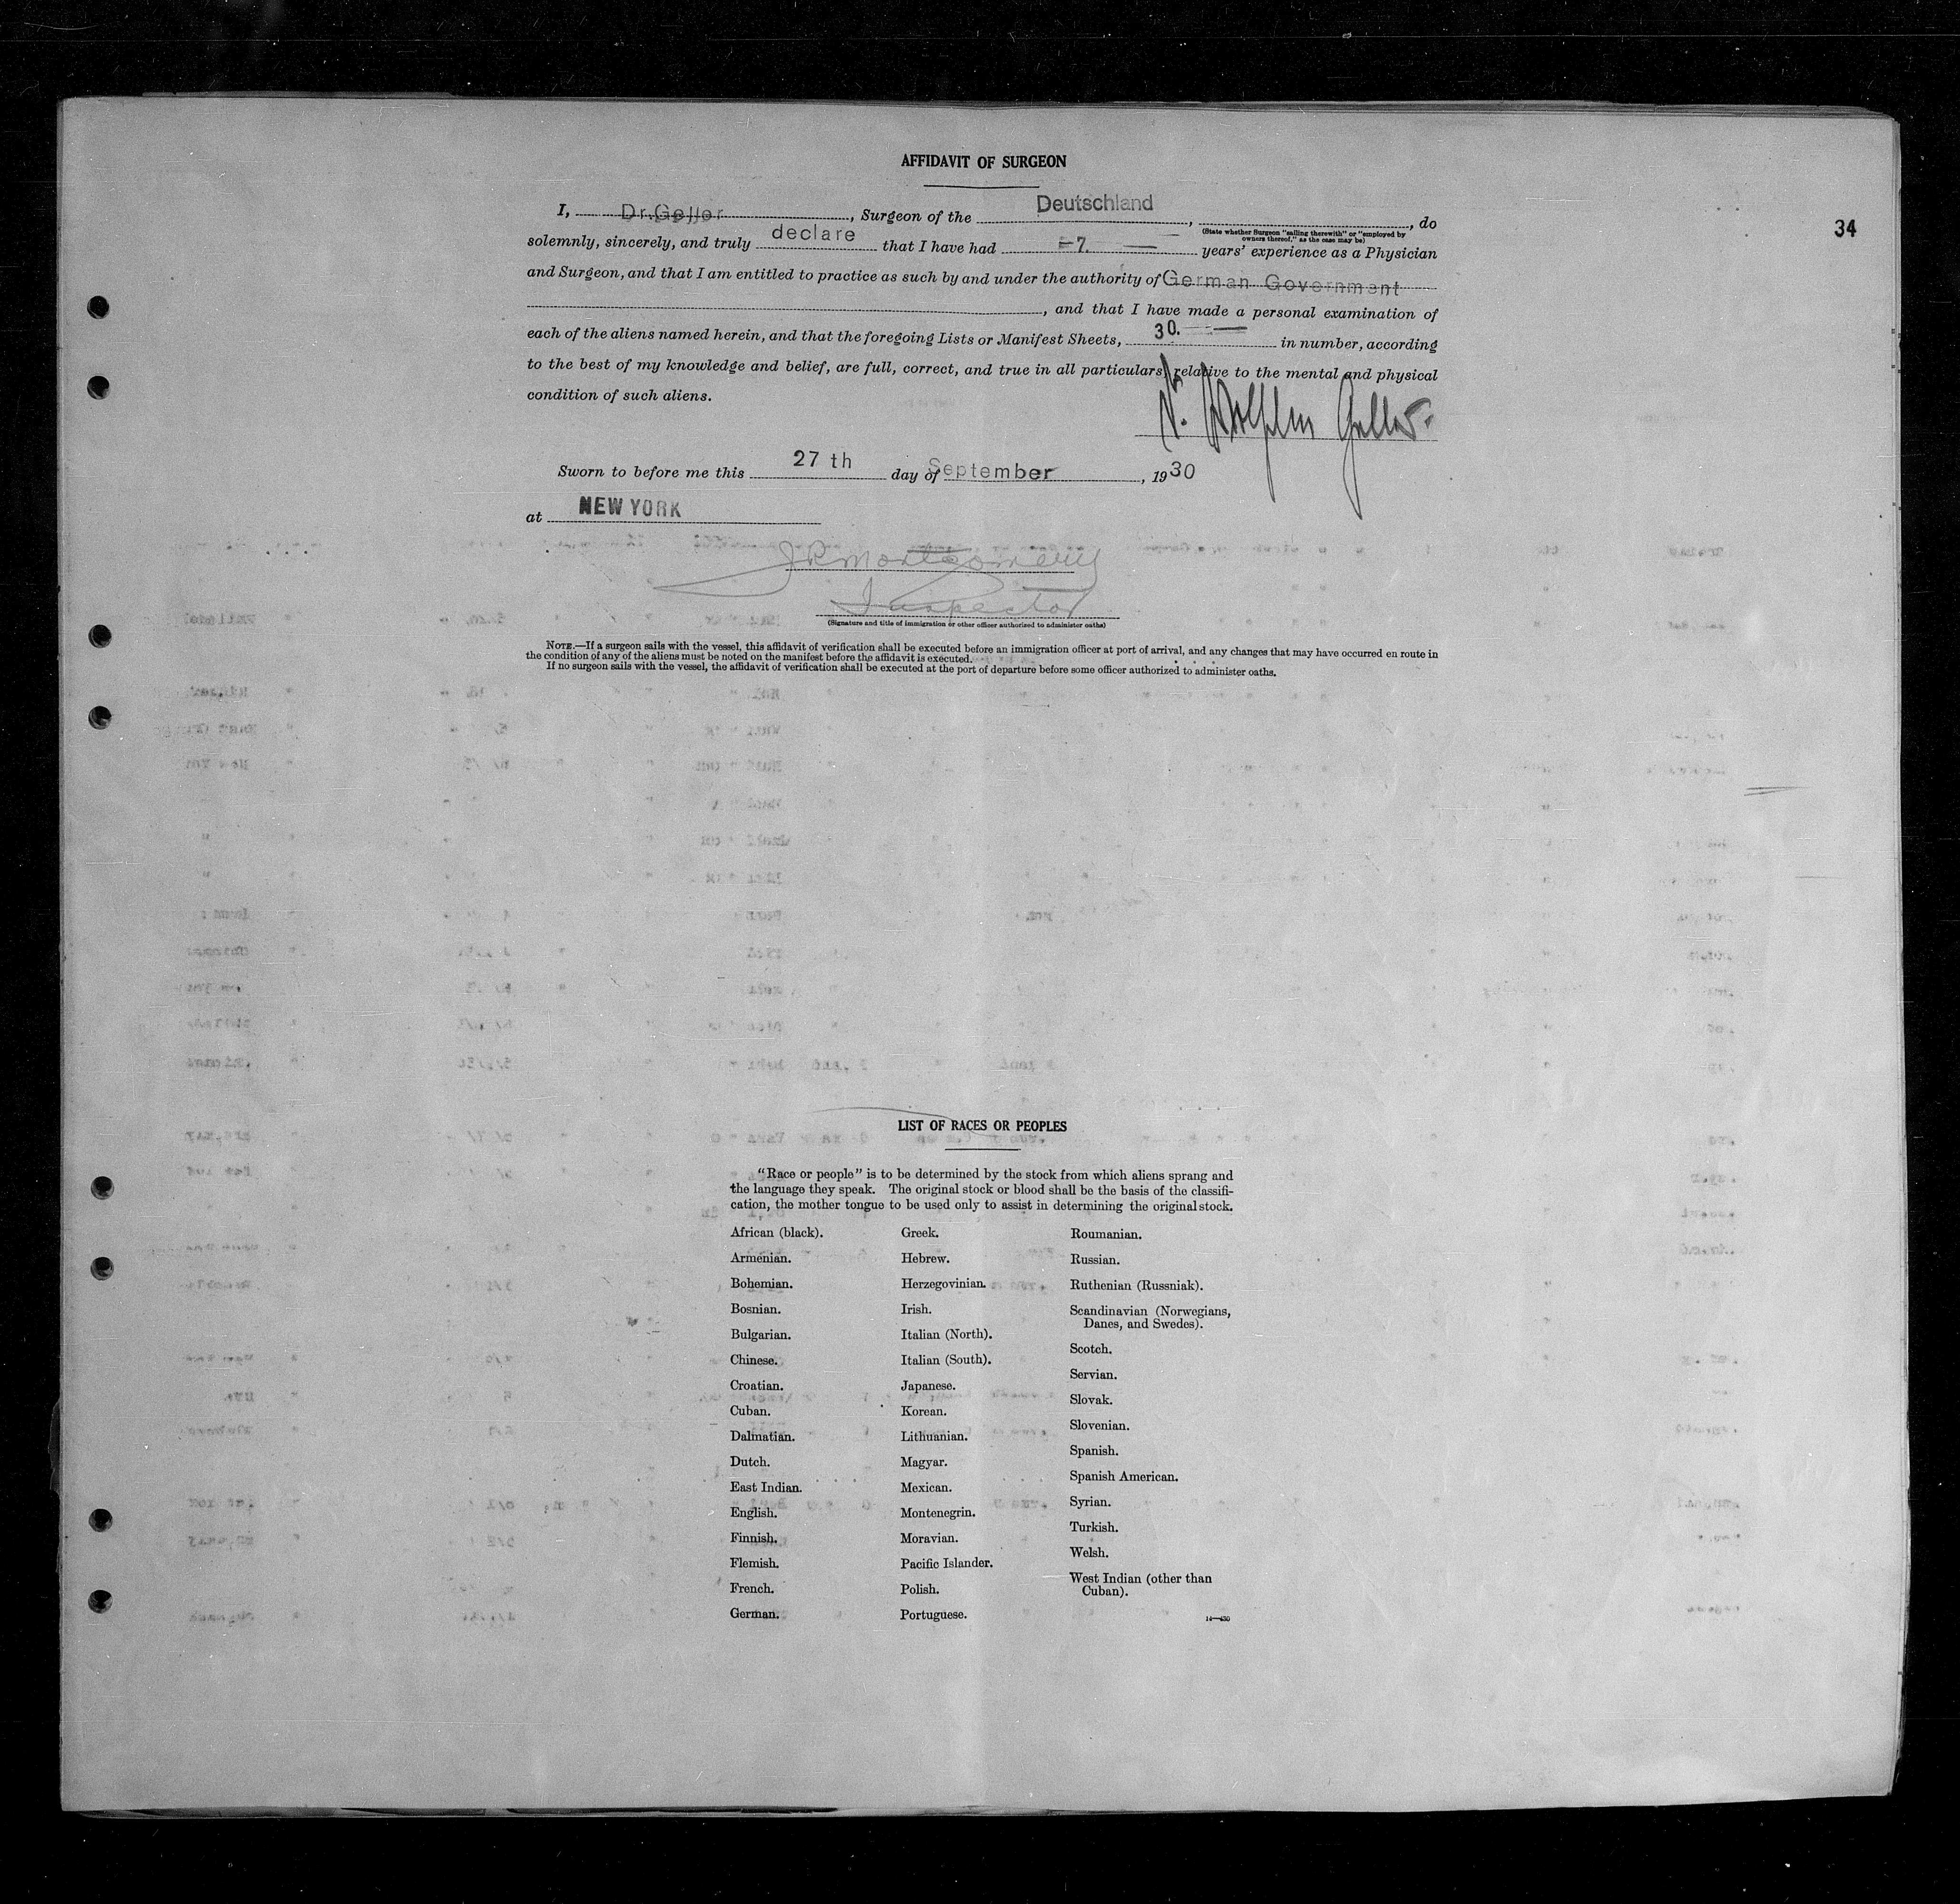 34
AFFIDAVIT OF SURGEON
I, Dr.Geller, Surgeon of the Deutschland, , do
(State whether Surgeon "sailing therewith" or "employed by
owners thereof," as the case may be)
solemnly, sincerely, and truly declare that I have had -7. years' experience as a Physician
and Surgeon, and that I am entitled to practice as such by and under the authority of German Government
, and that I have made a personal examination of
each of the aliens named herein, and that the foregoing Lists or Manifest Sheets, 30. in number, according
to the best of my knowledge and belief, are full, correct, and true in all particulars, relative to the mental and physical
condition of such aliens.
Geller.
Sworn to before me this 27 th day of September, 1930
at NEW YORK
J.R. Montgomery
Inspector
(Signature and title of immigration or other officer authorized to administer oaths)
NOTE.—If a surgeon sails with the vessel, this affidavit of verification shall be executed before an immigration officer at port of arrival, and any changes that may have occurred en route in
the condition of any of the aliens must be noted on the manifest before the affidavit is executed.
If no surgeon sails with the vessel, the affidavit of verification shall be executed at the port of departure before some officer authorized to administer oaths.
LIST OF RACES OR PEOPLES
"Race or people" is to be determined by the stock from which aliens sprang and
the language they speak. The original stock or blood shall be the basis of the classifi-
cation, the mother tongue to be used only to assist in determining the original stock.
African (black).
Armenian.
Bohemian.
Bosnian.
Bulgarian.
Chinese.
Croatian.
Cuban.
Dalmatian.
Dutch.
East Indian.
English.
Finnish.
Flemish.
French.
German.
Greek.
Hebrew.
Herzegovinian.
Irish.
Italian (North).
Italian (South).
Japanese.
Korean.
Lithuanian.
Magyar.
Mexican.
Montenegrin.
Moravian.
Pacific Islander.
Polish.
Portuguese.
Roumanian.
Russian.
Ruthenian (Russniak).
Scandinavian (Norwegians,
Danes, and Swedes).
Scotch.
Servian.
Slovak.
Slovenian.
Spanish.
Spanish American.
Syrian.
Turkish.
Welsh.
West Indian (other than
Cuban).
14—430